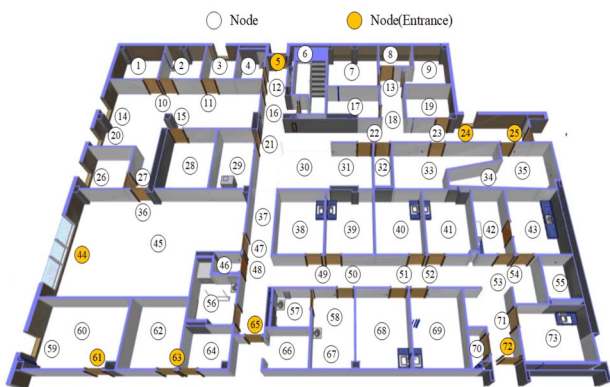 Node Node(Entrance)
1 2 3 4 5 6 7 8 9
10 11 12 13
14 15 16 17 18 19
20 21 22 23 24 25
26 27 28 29 30 31 32 33 34 35
36 37 38 39 40 41 42 43
44 45 46 47 48 49 50 51 52 53 54 55
56 57 58
59 60 61 62 63 64 65 66 67 68 69 70 71 72 73